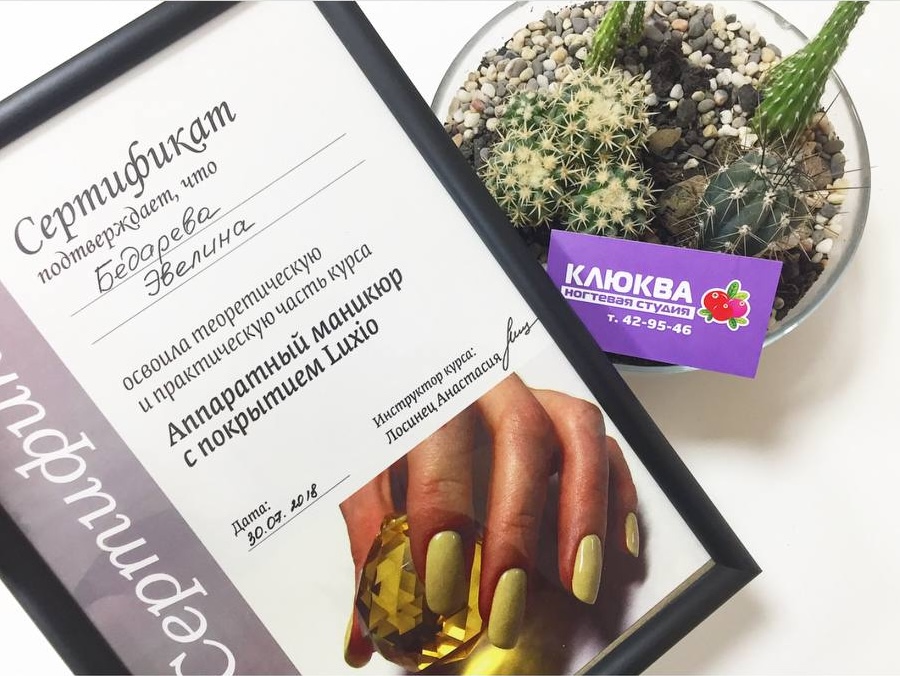 Сертификат
подтверждает, что
Бедарева
Эвелина
освоила теоретическую
и практическую часть курса
Аппаратный маникюр
с покрытием Luxio
Инструктор курса:
Лосинец Анастасия
Дата:
30.07.2018
Сертифи
КЛЮКВА
ногтевая студия
т. 42-95-46